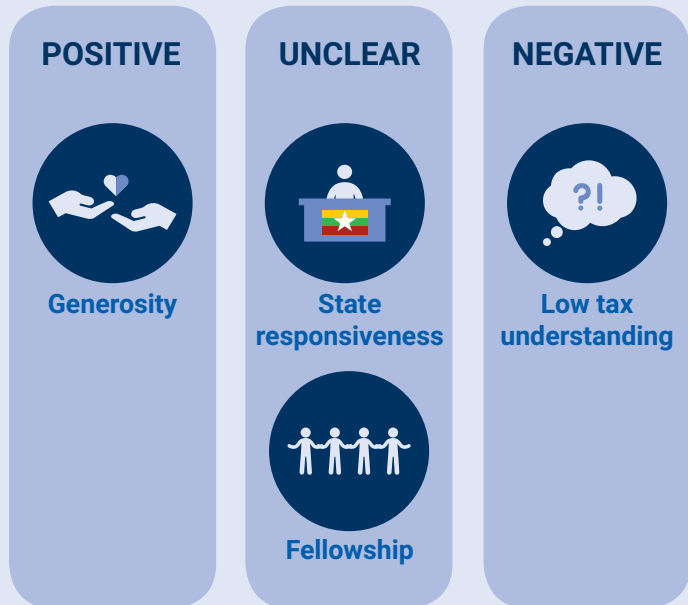 POSITIVE
Generosity
UNCLEAR
State
responsiveness
Fellowship
NEGATIVE
?!
Low tax
understanding